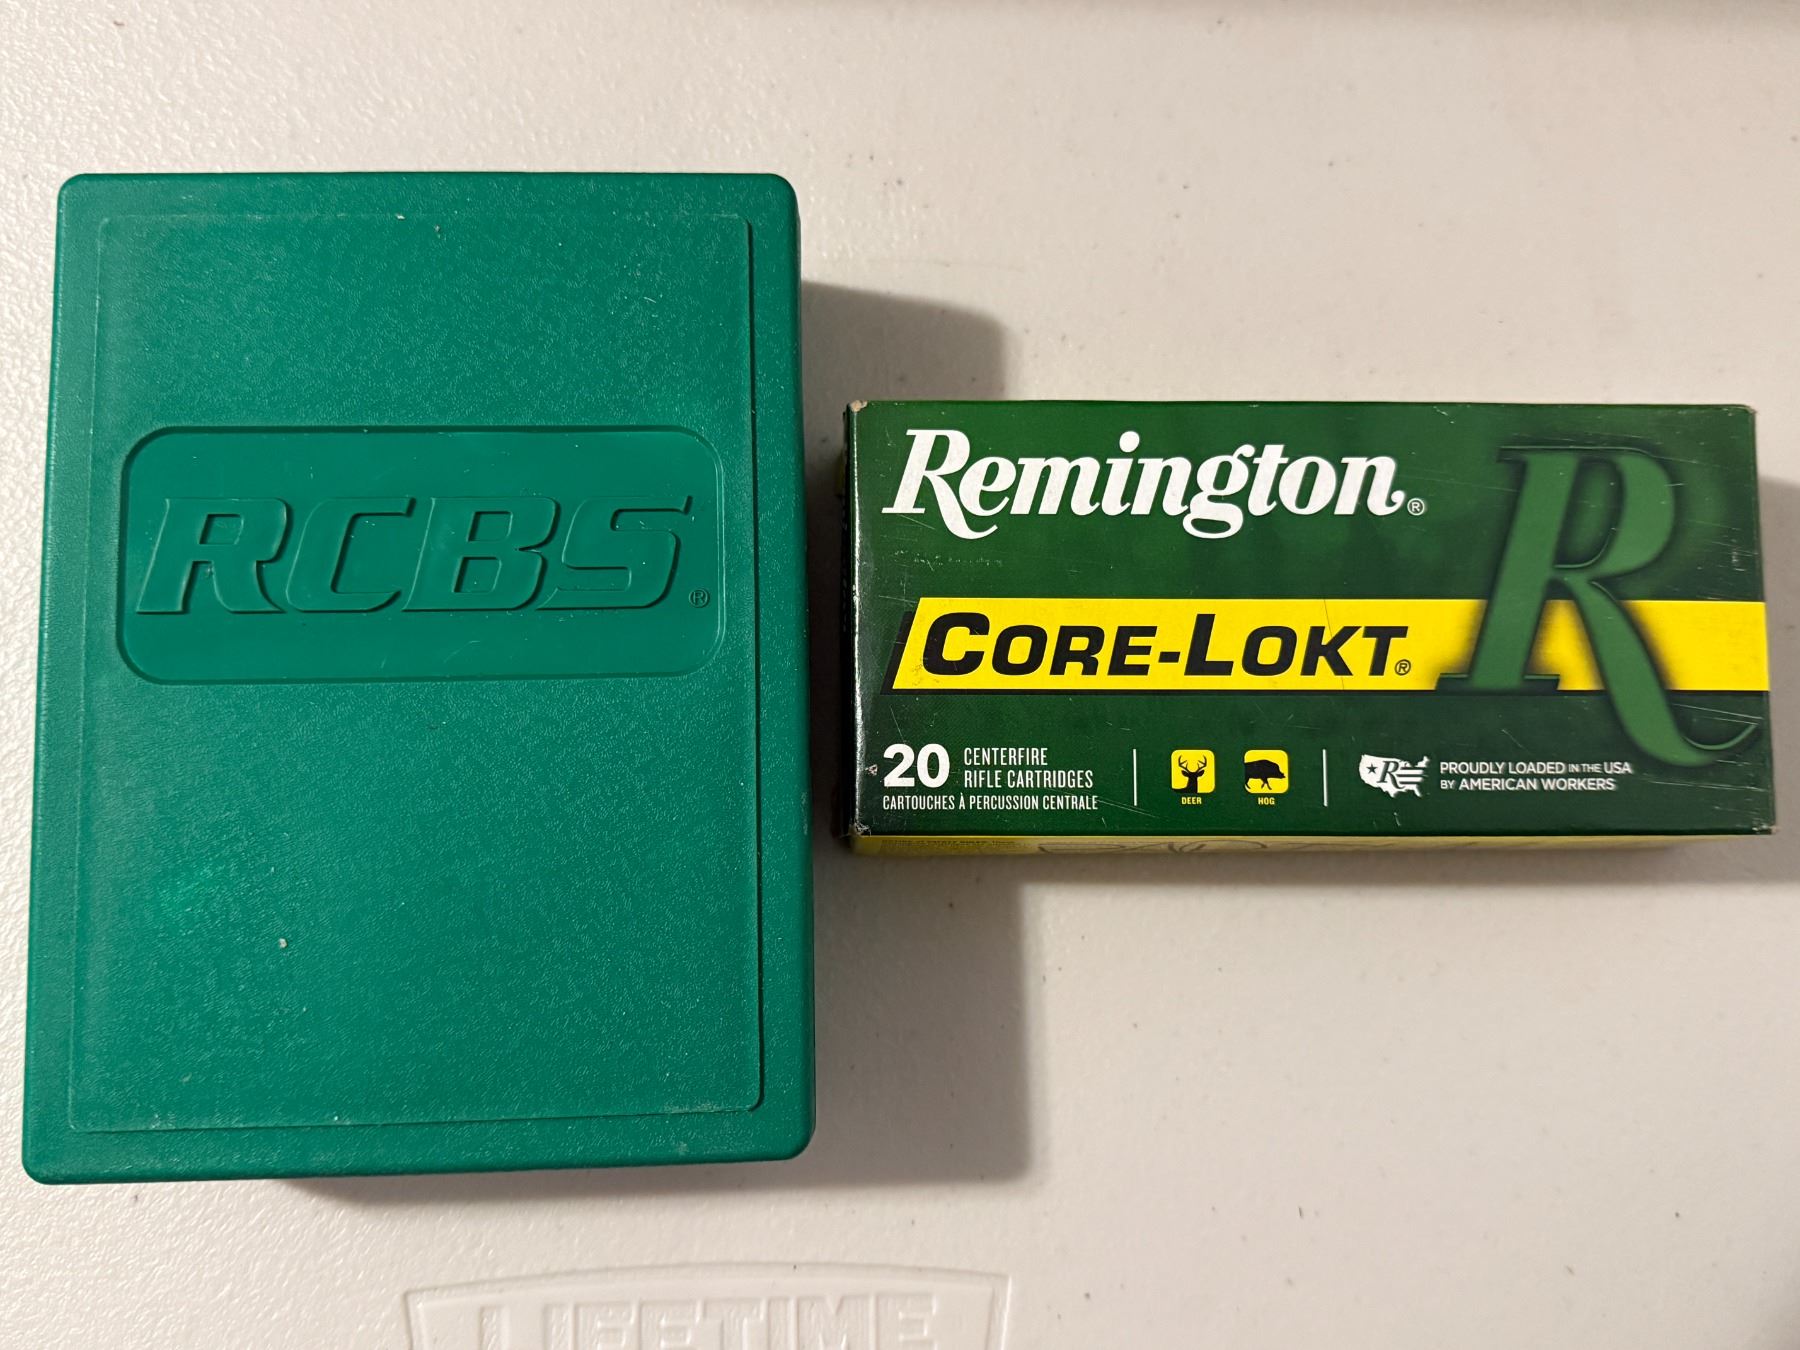 RCBS®
Remington®
CORE-LOKT®
R
20 CENTERFIRE
RIFLE CARTRIDGES
CARTOUCHES À PERCUSSION CENTRALE
DEER
HOG
R
PROUDLY LOADED IN THE USA
BY AMERICAN WORKERS
LIFETIME